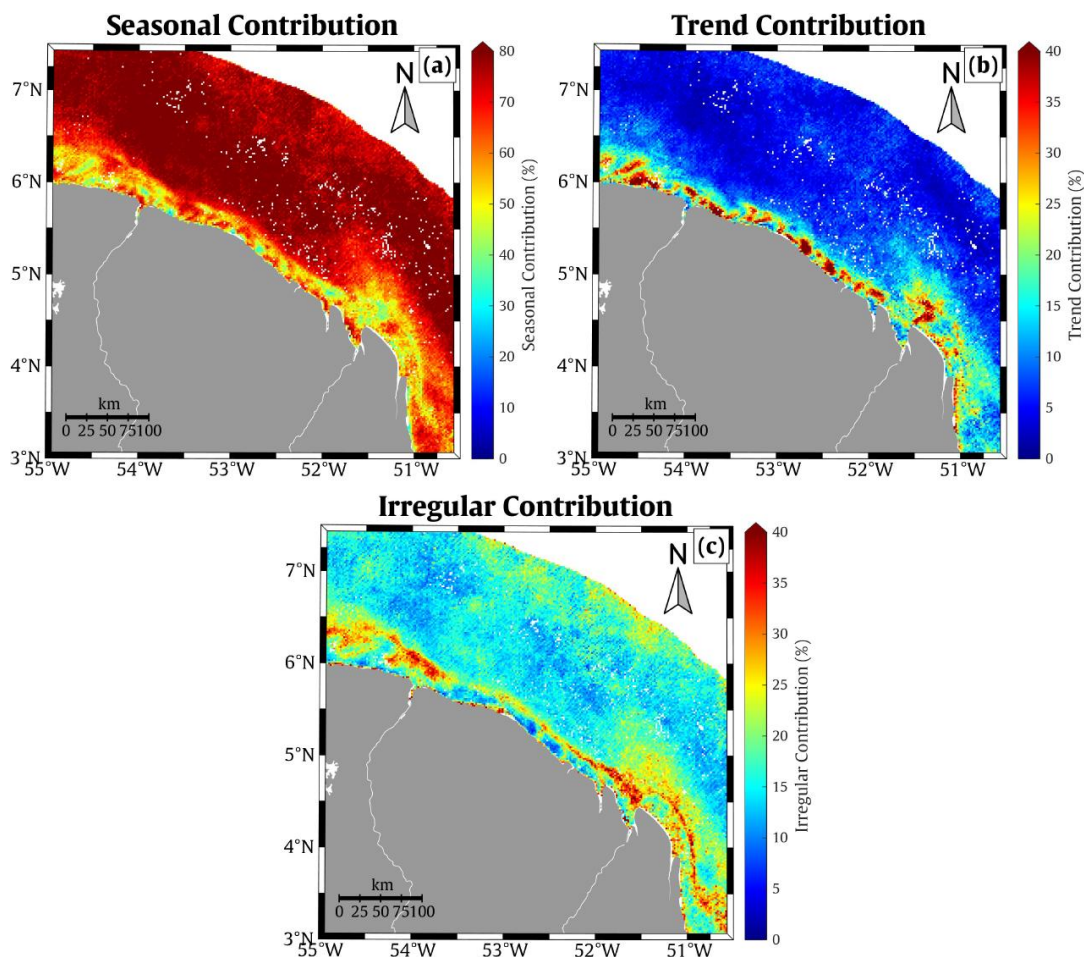 Seasonal Contribution
(a)
N
7°N
6°N
5°N
4°N
3°N
55°W
54°W
53°W
52°W
51°W
km
0 25 50 75100
80
70
60
50
40
30
20
10
0
Seasonal Contribution (%)
Trend Contribution
(b)
N
7°N
6°N
5°N
4°N
3°N
55°W
54°W
53°W
52°W
51°W
km
0 25 50 75100
40
35
30
25
20
15
10
5
0
Trend Contribution (%)
Irregular Contribution
(c)
N
7°N
6°N
5°N
4°N
3°N
55°W
54°W
53°W
52°W
51°W
km
0 25 50 75100
40
35
30
25
20
15
10
5
0
Irregular Contribution (%)